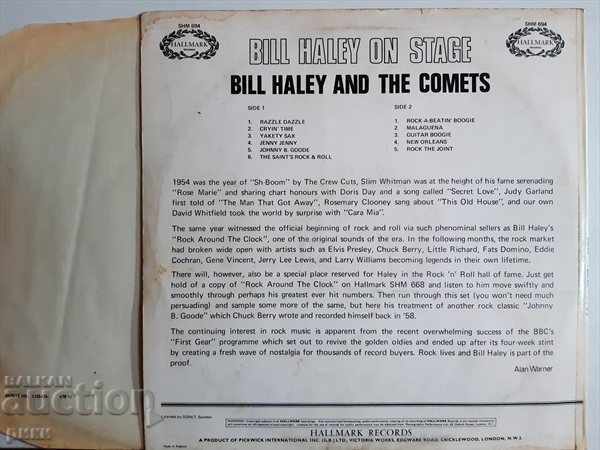 SHM 694
HALLMARK
BILL HALEY ON STAGE
SHM 694
HALLMARK
BILL HALEY AND THE COMETS
SIDE 1
1. RAZZLE DAZZLE
2. CRYIN' TIME
3. YAKETY SAX
4. JENNY JENNY
5. JOHNNY B. GOODE
6. THE SAINT'S ROCK & ROLL
SIDE 2
1. ROCK-A-BEATIN' BOOGIE
2. MALAGUENA
3. GUITAR BOOGIE
4. NEW ORLEANS
5. ROCK THE JOINT
1954 was the year of "Sh-Boom" by The Crew Cuts, Slim Whitman was at the height of his fame serenading
"Rose Marie" and sharing chart honours with Doris Day and a song called "Secret Love", Judy Garland
first told of "The Man That Got Away", Rosemary Clooney sang about "This Old House", and our own
David Whitfield took the world by surprise with "Cara Mia".
The same year witnessed the official beginning of rock and roll via such phenomenal sellers as Bill Haley's
"Rock Around The Clock", one of the original sounds of the era. In the following months, the rock market
had broken wide open with artists such as Elvis Presley, Chuck Berry, Little Richard, Fats Domino, Eddie
Cochran, Gene Vincent, Jerry Lee Lewis, and Larry Williams becoming legends in their own lifetime.
There will, however, also be a special place reserved for Haley in the Rock 'n' Roll hall of fame. Just get
hold of a copy of "Rock Around The Clock" on Hallmark SHM 668 and listen to him move swiftly and
smoothly through perhaps his greatest ever hit numbers. Then run through this set (you won't need much
persuading) and sample some more of the same, but here his treatment of another rock classic "Johnny
B. Goode" which Chuck Berry wrote and recorded himself back in '58.
The continuing interest in rock music is apparent from the recent overwhelming success of the BBC's
"First Gear" programme which set out to revive the golden oldies and ended up after its four-week stint
by creating a fresh wave of nostalgia for thousands of record buyers. Rock lives and Bill Haley is part of the
proof.
Alan Warner
Licensed by SONET, Sweden
HALLMARK RECORDS
A PRODUCT OF PICKWICK INTERNATIONAL INC. (G.B.) LTD., VICTORIA WORKS, EDGWARE ROAD, CRICKLEWOOD, LONDON, N.W.2.
Made in England
БАЛКАН
АУКЦИОН